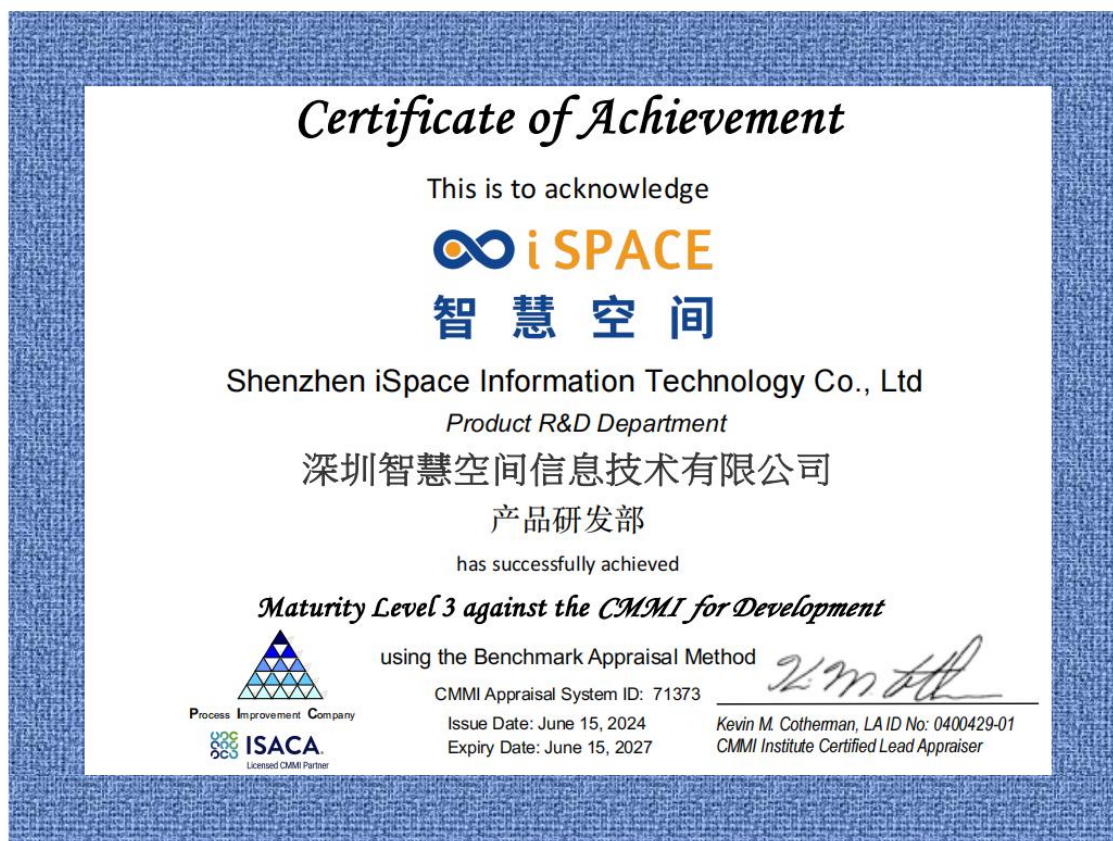 Certificate of Achievement
This is to acknowledge
i SPACE
智慧空间
Shenzhen iSpace Information Technology Co., Ltd
Product R&D Department
深圳智慧空间信息技术有限公司
产品研发部
has successfully achieved
Maturity Level 3 against the CMMI for Development
using the Benchmark Appraisal Method
CMMI Appraisal System ID: 71373
Issue Date: June 15, 2024
Expiry Date: June 15, 2027
Process Improvement Company
ISACA.
Licensed CMMI Partner
Kevin M. Cotherman, LA ID No: 0400429-01
CMMI Institute Certified Lead Appraiser